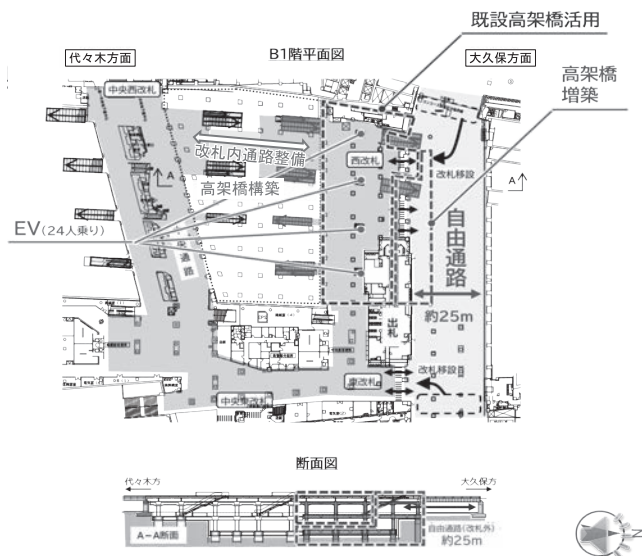 既設高架橋活用
代々木方面
B1階平面図
大久保方面
中央西改札
高架橋
増築
改札内通路整備
西改札
改札移設
高架橋構築
A
A
EV(24人乗り)
中央通路
自由通路
約25m
出札
改札移設
東改札
中央東改札
断面図
代々木方
大久保方
A-A断面
自由通路(改札外)
約25m
N